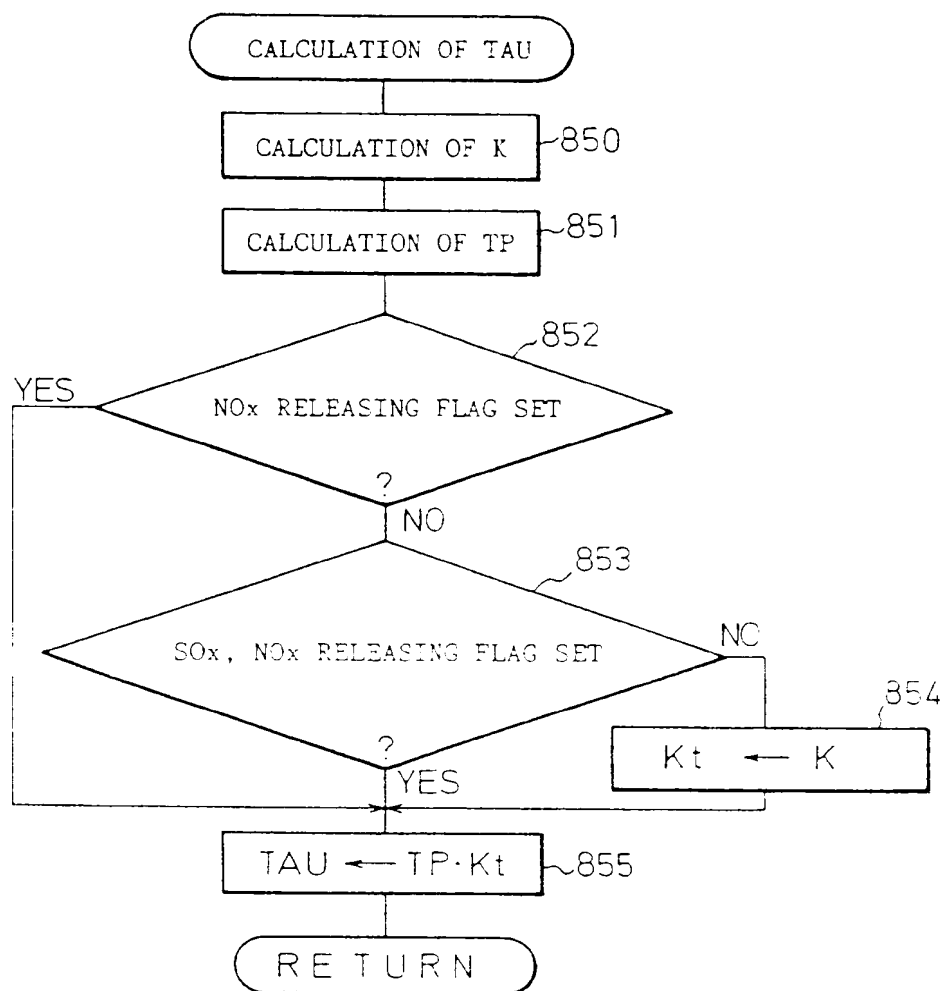 CALCULATION OF TAU
CALCULATION OF K
850
CALCULATION OF TP
851
852
YES
NOx RELEASING FLAG SET
?
NO
853
SOx, NOx RELEASING FLAG SET
NO
854
?
Kt ← K
YES
TAU ← TP·Kt
855
RETURN